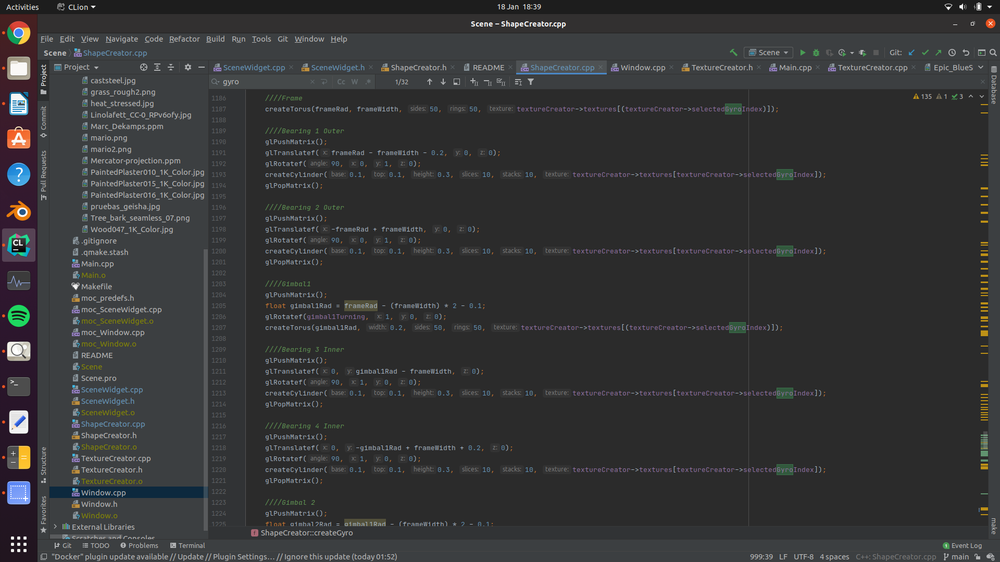 Activities CLion 18 Jan 18:39
Scene – ShapeCreator.cpp
File Edit View Navigate Code Refactor Build Run Tools Git Window Help
Scene ShapeCreator.cpp Scene Git:
Project SceneWidget.cpp SceneWidget.h ShapeCreator.h README ShapeCreator.cpp Window.cpp TextureCreator.h Main.cpp TextureCreator.cpp Epic_BlueS
gyro Cc W .* 1/32
135 1 3
Project
Commit
Pull Requests
Structure
Favorites
Database
make
caststeel.jpg
grass_rough2.png
heat_stressed.jpg
Linolafett_CC-0_RPv6ofy.jpg
Marc_Dekamps.ppm
mario.png
mario2.png
Mercator-projection.ppm
PaintedPlaster010_1K_Color.jpg
PaintedPlaster015_1K_Color.jpg
PaintedPlaster016_1K_Color.jpg
pruebas_geisha.jpg
Tree_bark_seamless_07.png
Wood047_1K_Color.jpg
.gitignore
.qmake.stash
Main.cpp
Main.o
Makefile
moc_predefs.h
moc_SceneWidget.cpp
moc_SceneWidget.o
moc_Window.cpp
moc_Window.o
README
Scene
Scene.pro
SceneWidget.cpp
SceneWidget.h
SceneWidget.o
ShapeCreator.cpp
ShapeCreator.h
ShapeCreator.o
TextureCreator.cpp
TextureCreator.h
TextureCreator.o
Window.cpp
Window.h
Window.o
External Libraries
Scratches and Consoles
1186 ////Frame
1187 createTorus(frameRad, frameWidth, sides: 50, rings: 50, texture: textureCreator->textures[(textureCreator->selectedGyroIndex)]);
1188
1189 ////Bearing 1 Outer
1190 glPushMatrix();
1191 glTranslatef( x: frameRad - frameWidth - 0.2, y: 0, z: 0);
1192 glRotatef( angle: 90, x: 0, y: 1, z: 0);
1193 createCylinder( base: 0.1, top: 0.1, height: 0.3, slices: 10, stacks: 10, texture: textureCreator->textures[textureCreator->selectedGyroIndex]);
1194 glPopMatrix();
1195
1196 ////Bearing 2 Outer
1197 glPushMatrix();
1198 glTranslatef( x: -frameRad + frameWidth, y: 0, z: 0);
1199 glRotatef( angle: 90, x: 0, y: 1, z: 0);
1200 createCylinder( base: 0.1, top: 0.1, height: 0.3, slices: 10, stacks: 10, texture: textureCreator->textures[textureCreator->selectedGyroIndex]);
1201 glPopMatrix();
1202
1203 ////Gimbal1
1204 glPushMatrix();
1205 float gimbal1Rad = frameRad - (frameWidth) * 2 - 0.1;
1206 glRotatef(gimbal1Turning, x: 1, y: 0, z: 0);
1207 createTorus(gimbal1Rad, width: 0.2, sides: 50, rings: 50, texture: textureCreator->textures[(textureCreator->selectedGyroIndex)]);
1208
1209 ////Bearing 3 Inner
1210 glPushMatrix();
1211 glTranslatef( x: 0, y: gimbal1Rad - frameWidth, z: 0);
1212 glRotatef( angle: 90, x: 1, y: 0, z: 0);
1213 createCylinder( base: 0.1, top: 0.1, height: 0.3, slices: 10, stacks: 10, texture: textureCreator->textures[textureCreator->selectedGyroIndex]);
1214 glPopMatrix();
1215
1216 ////Bearing 4 Inner
1217 glPushMatrix();
1218 glTranslatef( x: 0, y: -gimbal1Rad + frameWidth + 0.2, z: 0);
1219 glRotatef( angle: 90, x: 1, y: 0, z: 0);
1220 createCylinder( base: 0.1, top: 0.1, height: 0.3, slices: 10, stacks: 10, texture: textureCreator->textures[textureCreator->selectedGyroIndex]);
1221 glPopMatrix();
1222
1223 ////Gimbal 2
1224 glPushMatrix();
1225 float gimbal2Rad = gimbal1Rad - (frameWidth) * 2 - 0.1;
f ShapeCreator::createGyro
Git TODO Problems Terminal 1 Event Log
"Docker" plugin update available // Update // Plugin Settings... // Ignore this update (today 01:52) 999:39 LF UTF-8 4 spaces C++: ShapeCreator.cpp main